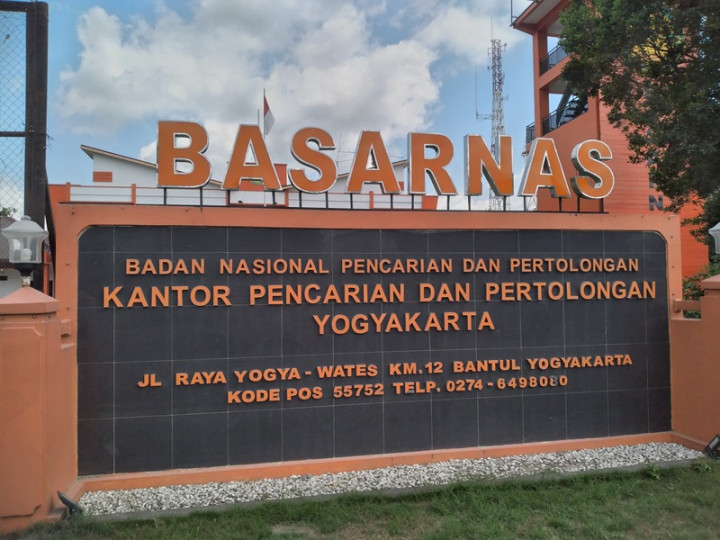 BASARNAS
BADAN NASIONAL PENCARIAN DAN PERTOLONGAN
KANTOR PENCARIAN DAN PERTOLONGAN
YOGYAKARTA
JL RAYA YOGYA - WATES KM.12 BANTUL YOGYAKARTA
KODE POS 55752 TELP. 0274 - 6498080